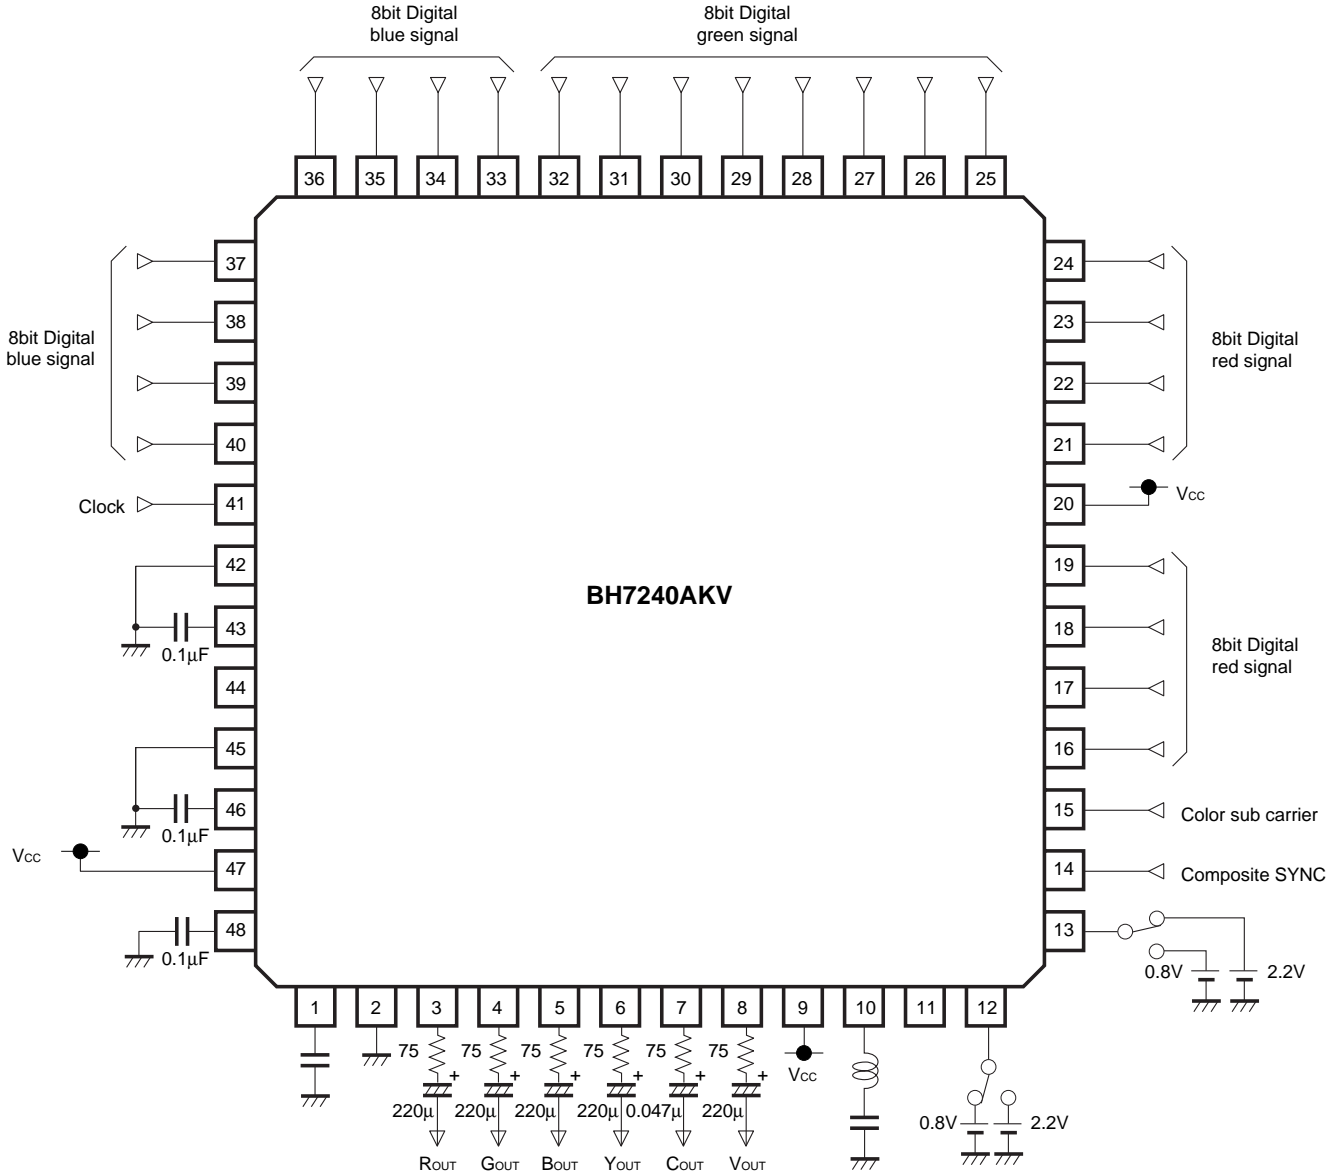 8bit Digital
blue signal
8bit Digital
green signal
36 35 34 33 32 31 30 29 28 27 26 25
37
38
39
40
8bit Digital
blue signal
Clock
41
42
43
0.1µF
44
45
46
0.1µF
Vcc
47
48
0.1µF
BH7240AKV
24
23
22
21
8bit Digital
red signal
20
Vcc
19
18
17
16
8bit Digital
red signal
15
Color sub carrier
14
Composite SYNC
13
0.8V
2.2V
1 2 3 4 5 6 7 8 9 10 11 12
75 75 75 75 75 75
+ + + + + +
Vcc
220µ 220µ 220µ 220µ 0.047µ 220µ
0.8V 2.2V
ROUT GOUT BOUT YOUT COUT VOUT